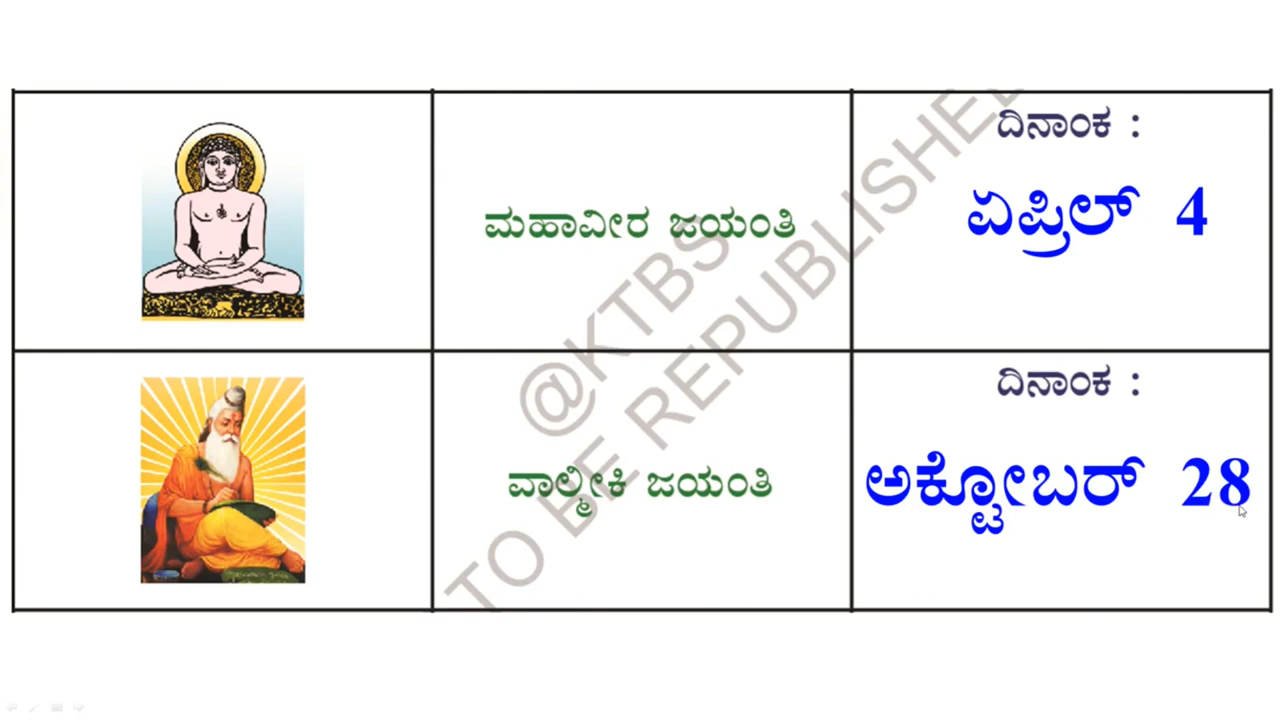 ದಿನಾಂಕ :
ಮಹಾವೀರ ಜಯಂತಿ
ಏಪ್ರಿಲ್ 4
@KTBS
TO BE REPUBLISHED
ದಿನಾಂಕ :
ವಾಲ್ಮೀಕಿ ಜಯಂತಿ
ಅಕ್ಟೋಬರ್ 28